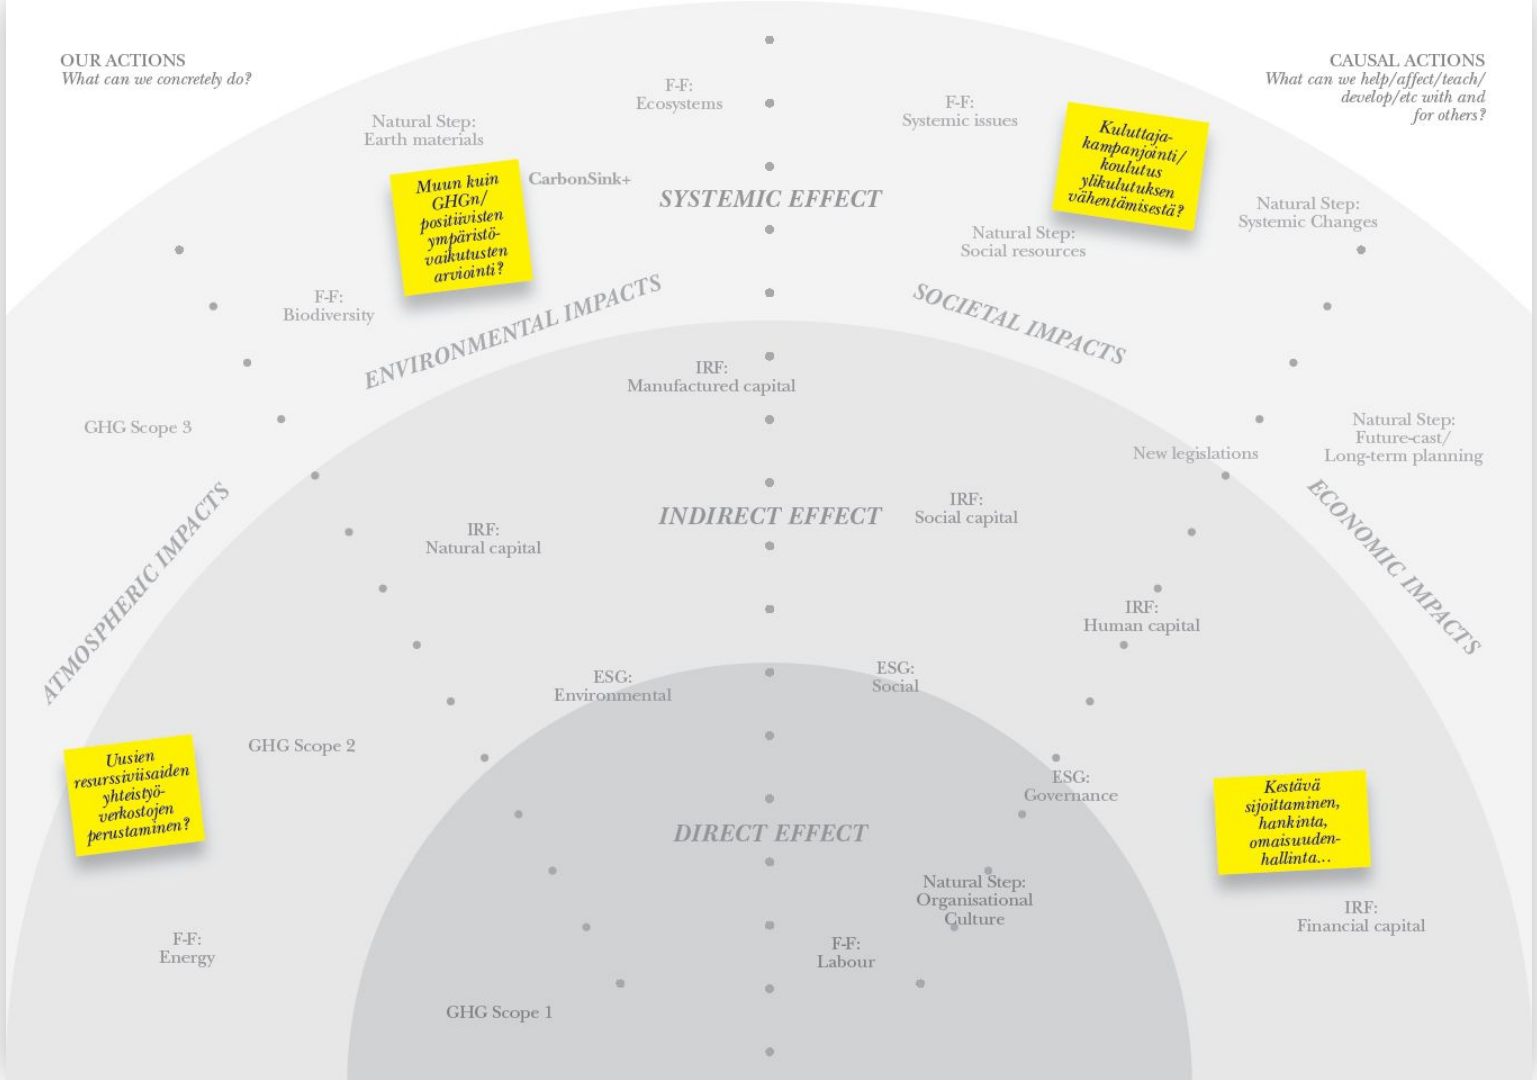 OUR ACTIONS
What can we concretely do?
CAUSAL ACTIONS
What can we help/affect/teach/
develop/etc with and
for others?
F-F:
Ecosystems
F-F:
Systemic issues
Natural Step:
Earth materials
CarbonSink+
Muun kuin
GHGn/
positiivisten
ympäristö-
vaikutusten
arviointi?
SYSTEMIC EFFECT
Kuluttaja-
kampanjointi/
koulutus
ylikulutuksen
vähentämisestä?
Natural Step:
Systemic Changes
Natural Step:
Social resources
F-F:
Biodiversity
ENVIRONMENTAL IMPACTS
SOCIETAL IMPACTS
IRF:
Manufactured capital
GHG Scope 3
New legislations
Natural Step:
Future-cast/
Long-term planning
ATMOSPHERIC IMPACTS
ECONOMIC IMPACTS
INDIRECT EFFECT
IRF:
Social capital
IRF:
Natural capital
IRF:
Human capital
ESG:
Environmental
ESG:
Social
GHG Scope 2
Uusien
resurssiviisaiden
yhteistyö-
verkostojen
perustaminen?
ESG:
Governance
Kestävä
sijoittaminen,
hankinta,
omaisuuden-
hallinta...
DIRECT EFFECT
Natural Step:
Organisational
Culture
IRF:
Financial capital
F-F:
Energy
F-F:
Labour
GHG Scope 1